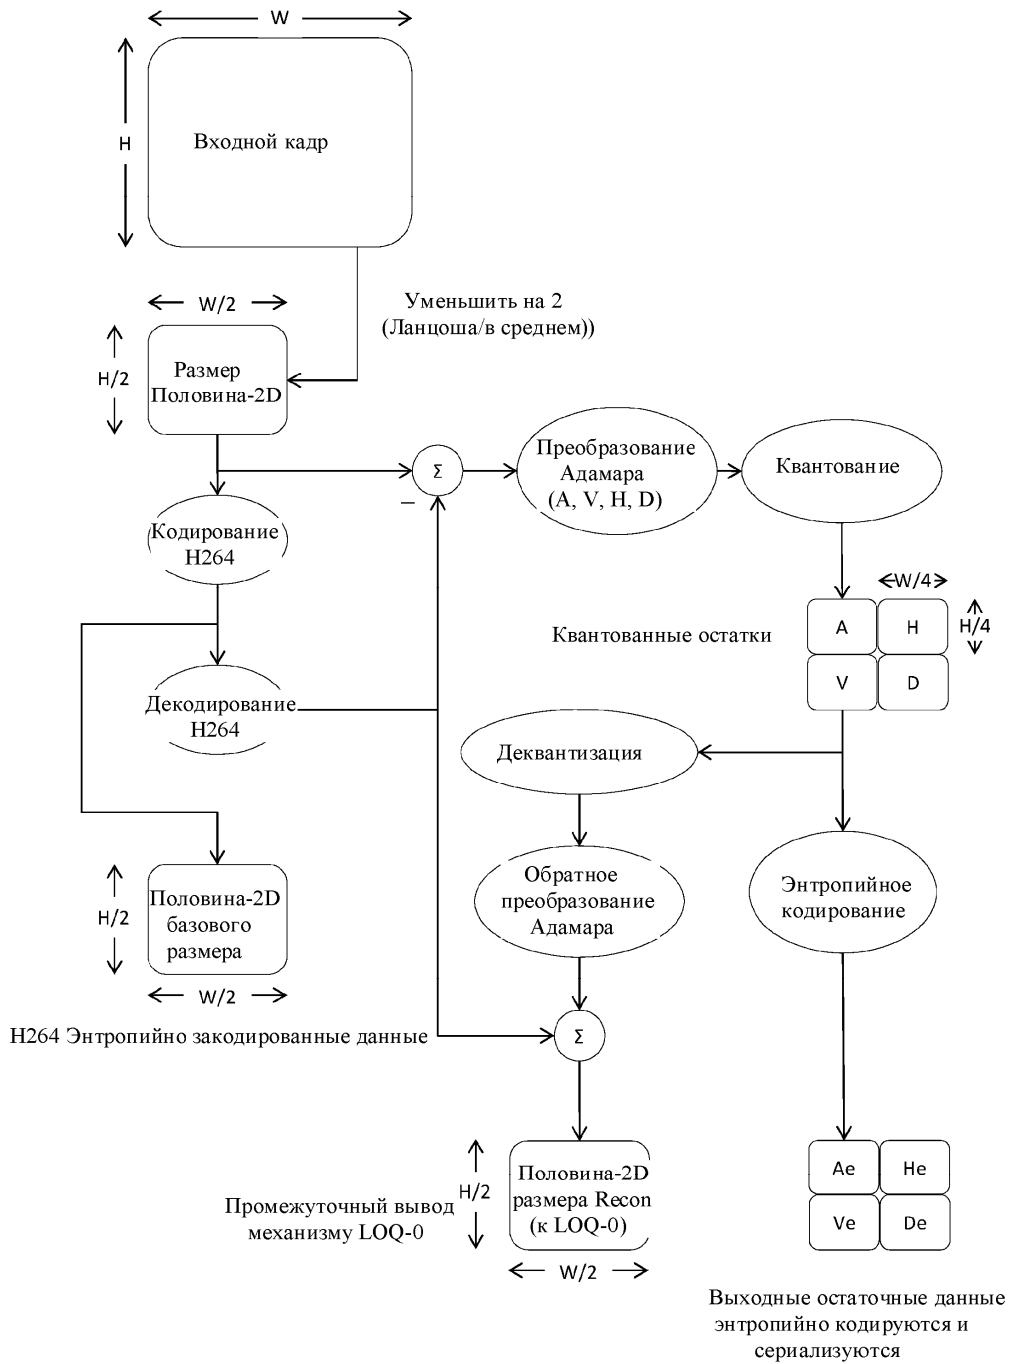 W
H
Входной кадр
Уменьшить на 2
(Ланцоша/в среднем))
W/2
H/2
Размер
Половина-2D
Σ
−
Преобразование
Адамара
(A, V, H, D)
Квантование
Кодирование
H264
W/4
H/4
Квантованные остатки
A
H
V
D
Декодирование
H264
Деквантизация
Обратное
преобразование
Адамара
Энтропийное
кодирование
H/2
Половина-2D
базового
размера
W/2
H264 Энтропийно закодированные данные
Σ
Промежуточный вывод
механизму LOQ-0
H/2
Половина-2D
размера Recon
(к LOQ-0)
W/2
Ae
He
Ve
De
Выходные остаточные данные
энтропийно кодируются и
сериализуются